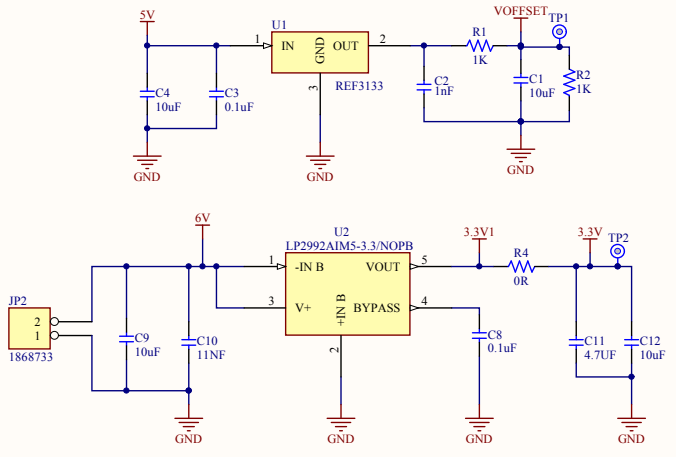 5V
U1
VOFFSET
TP1
1
IN
GND
OUT
2
R1
1K
C4
10uF
C3
0.1uF
3
REF3133
C2
1nF
C1
10uF
R2
1K
GND
GND
GND
6V
U2
LP2992AIM5-3.3/NOPB
3.3V1
3.3V
TP2
1
-IN B
VOUT
5
R4
0R
JP2
2
1
1868733
3
V+
+IN B
BYPASS
4
C9
10uF
C10
11NF
2
C8
0.1uF
C11
4.7UF
C12
10uF
GND
GND
GND
GND